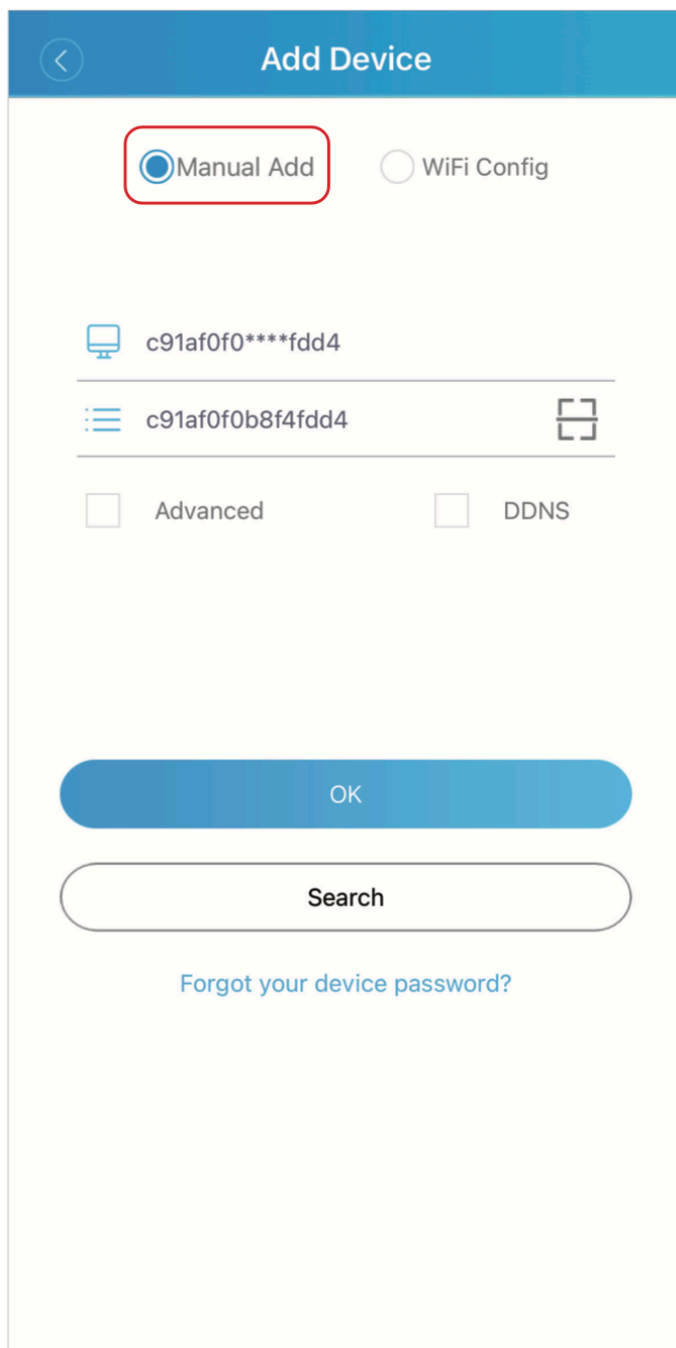 Add Device
Manual Add WiFi Config
c91af0f0****fdd4
c91af0f0b8f4fdd4
Advanced DDNS
OK
Search
Forgot your device password?